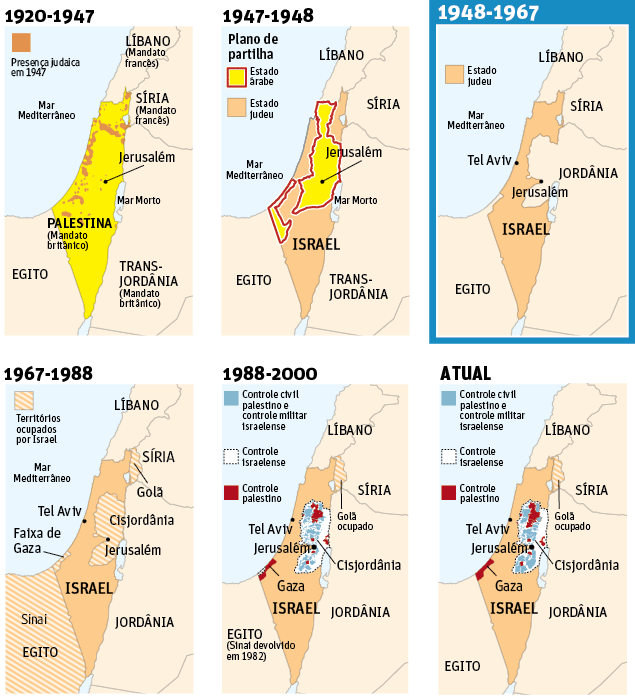 1920-1947
Presença judaica
em 1947
LÍBANO
(Mandato
francês)
SÍRIA
(Mandato
francês)
Mar
Mediterrâneo
Jerusalém
Mar Morto
PALESTINA
(Mandato
britânico)
EGITO
TRANS-
JORDÂNIA
(Mandato
britânico)
1947-1948
Plano de
partilha
Estado
árabe
Estado
judeu
LÍBANO
SÍRIA
Jerusalém
Mar
Mediterrâneo
Mar Morto
ISRAEL
EGITO
TRANS-
JORDÂNIA
1948-1967
LÍBANO
Estado
judeu
SÍRIA
Mar
Mediterrâneo
Tel Aviv
JORDÂNIA
Jerusalém
ISRAEL
EGITO
1967-1988
Territórios
ocupados
por Israel
LÍBANO
SÍRIA
Mar
Mediterrâneo
Golã
Tel Aviv
Cisjordânia
Faixa de
Gaza
Jerusalém
ISRAEL
Sinai
JORDÂNIA
EGITO
1988-2000
Controle civil
palestino e
controle militar
israelense
LÍBANO
Controle
israelense
Controle
palestino
SÍRIA
Golã
ocupado
Tel Aviv
Jerusalém
Cisjordânia
Gaza
ISRAEL
JORDÂNIA
EGITO
(Sinai devolvido
em 1982)
ATUAL
Controle civil
palestino e
controle militar
israelense
LÍBANO
Controle
israelense
Controle
palestino
SÍRIA
Golã
ocupado
Tel Aviv
Jerusalém
Cisjordânia
Gaza
ISRAEL
JORDÂNIA
EGITO